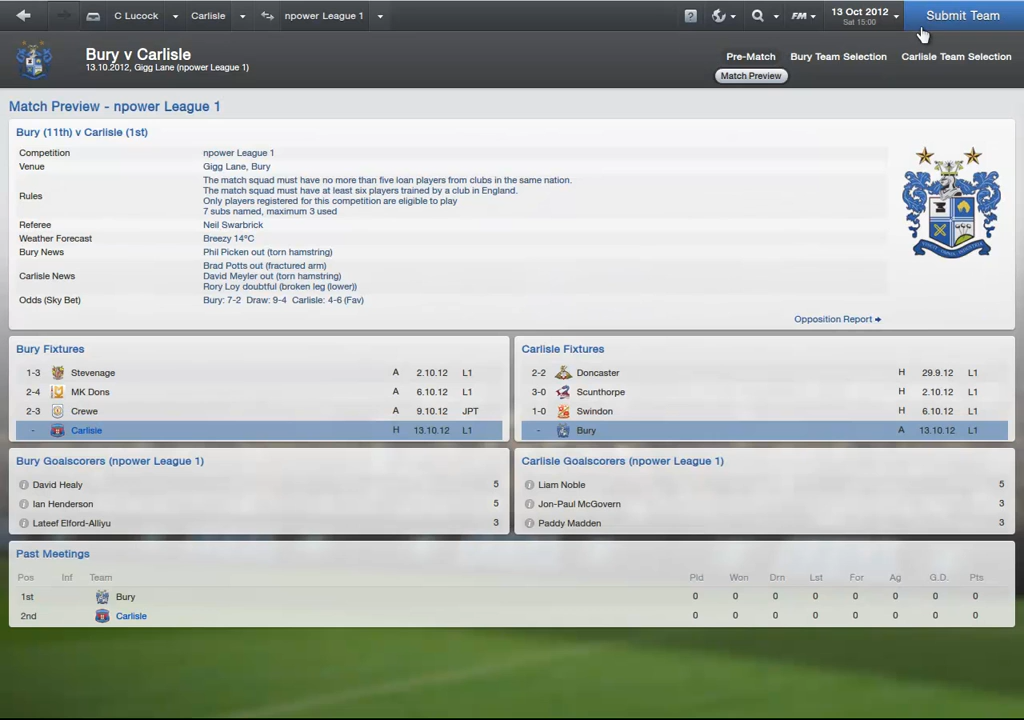 C Lucock
Carlisle
npower League 1
?
FM
13 Oct 2012
Sat 15:00
Submit Team
Bury v Carlisle
13.10.2012, Gigg Lane (npower League 1)
Pre-Match
Bury Team Selection
Carlisle Team Selection
Match Preview
Match Preview - npower League 1
Bury (11th) v Carlisle (1st)
Competition npower League 1
Venue Gigg Lane, Bury
Rules
The match squad must have no more than five loan players from clubs in the same nation.
The match squad must have at least six players trained by a club in England.
Only players registered for this competition are eligible to play
7 subs named, maximum 3 used
Referee Neil Swarbrick
Weather Forecast Breezy 14°C
Bury News Phil Picken out (torn hamstring)
Carlisle News
Brad Potts out (fractured arm)
David Meyler out (torn hamstring)
Rory Loy doubtful (broken leg (lower))
Odds (Sky Bet) Bury: 7-2 Draw: 9-4 Carlisle: 4-6 (Fav)
Opposition Report
Bury Fixtures
1-3 Stevenage A 2.10.12 L1
2-4 MK Dons A 6.10.12 L1
2-3 Crewe A 9.10.12 JPT
- Carlisle H 13.10.12 L1
Carlisle Fixtures
2-2 Doncaster H 29.9.12 L1
3-0 Scunthorpe H 2.10.12 L1
1-0 Swindon H 6.10.12 L1
- Bury A 13.10.12 L1
Bury Goalscorers (npower League 1)
David Healy 5
Ian Henderson 5
Lateef Elford-Alliyu 3
Carlisle Goalscorers (npower League 1)
Liam Noble 5
Jon-Paul McGovern 3
Paddy Madden 3
Past Meetings
Pos Inf Team Pld Won Drn Lst For Ag G.D. Pts
1st Bury 0 0 0 0 0 0 0 0
2nd Carlisle 0 0 0 0 0 0 0 0